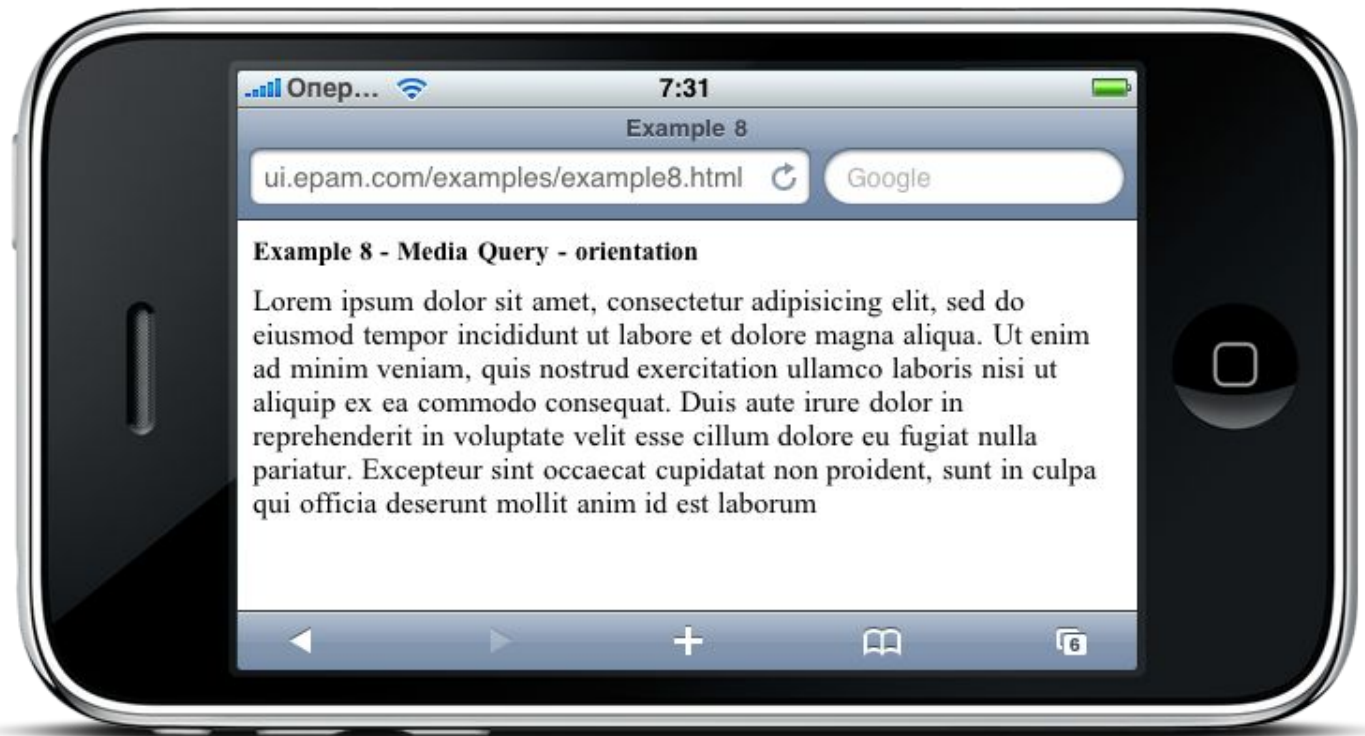 Опер... 7:31
Example 8
ui.epam.com/examples/example8.html Google
Example 8 - Media Query - orientation
Lorem ipsum dolor sit amet, consectetur adipisicing elit, sed do
eiusmod tempor incididunt ut labore et dolore magna aliqua. Ut enim
ad minim veniam, quis nostrud exercitation ullamco laboris nisi ut
aliquip ex ea commodo consequat. Duis aute irure dolor in
reprehenderit in voluptate velit esse cillum dolore eu fugiat nulla
pariatur. Excepteur sint occaecat cupidatat non proident, sunt in culpa
qui officia deserunt mollit anim id est laborum
6